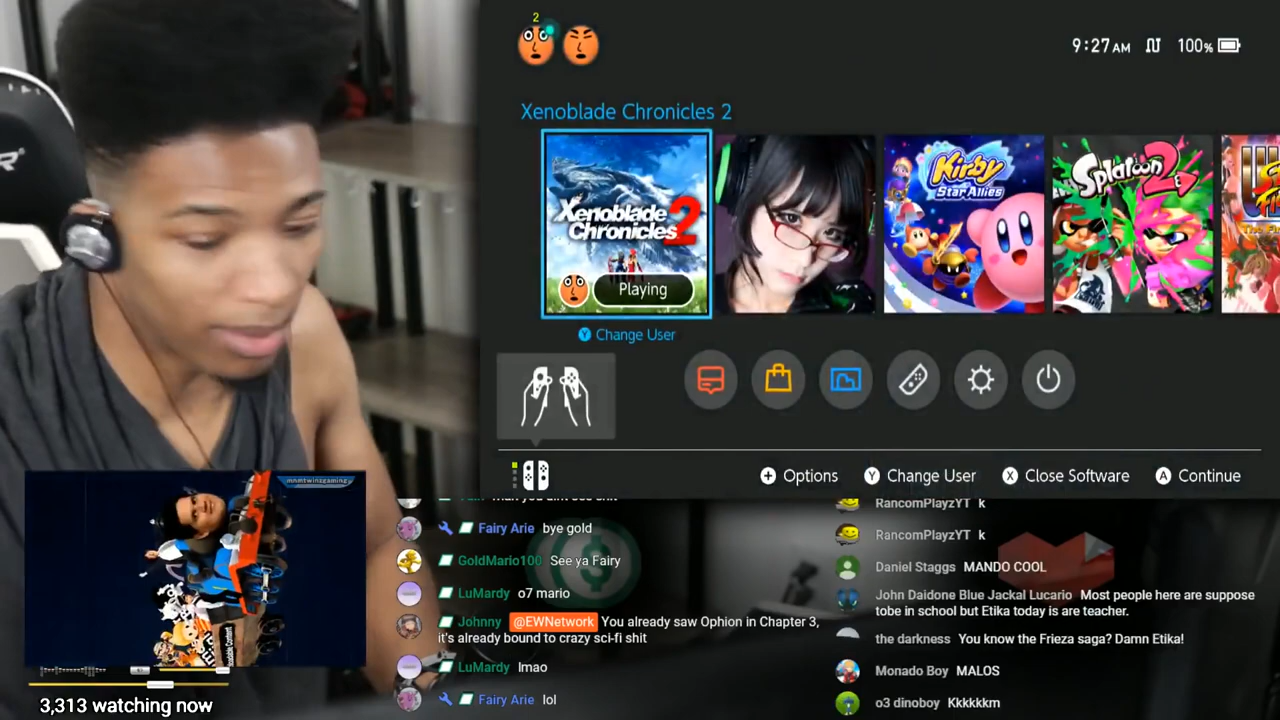 2
9:27 AM
100%
Xenoblade Chronicles 2
Xenoblade
Chronicles 2
Playing
Kirby
Star Allies
Splatoon 2
Y Change User
+ Options
Y Change User
X Close Software
A Continue
mnmtwinzgaming
Fairy Arie bye gold
GoldMario100 See ya Fairy
LuMardy o7 mario
Johnny @EWNetwork You already saw Ophion in Chapter 3,
it's already bound to crazy sci-fi shit
LuMardy lmao
Fairy Arie lol
RancomPlayzYT k
RancomPlayzYT k
Daniel Staggs MANDO COOL
John Daidone Blue Jackal Lucario Most people here are suppose
tobe in school but Etika today is are teacher.
the darkness You know the Frieza saga? Damn Etika!
Monado Boy MALOS
o3 dinoboy Kkkkkkm
3,313 watching now